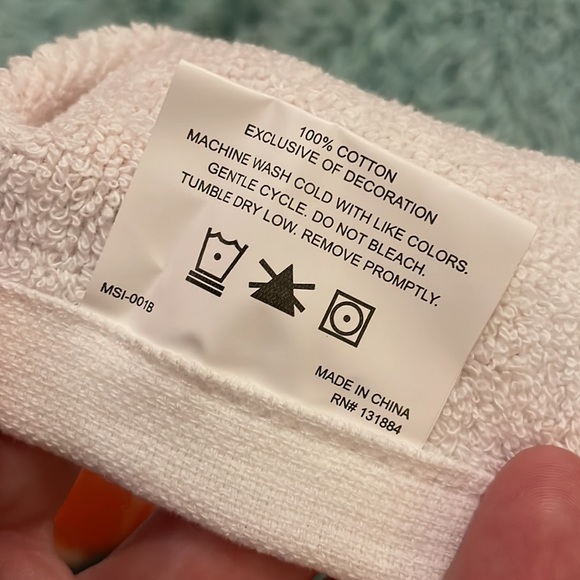 100% COTTON
EXCLUSIVE OF DECORATION
MACHINE WASH COLD WITH LIKE COLORS.
GENTLE CYCLE. DO NOT BLEACH.
TUMBLE DRY LOW. REMOVE PROMPTLY.
MSI-001B
MADE IN CHINA
RN# 131884